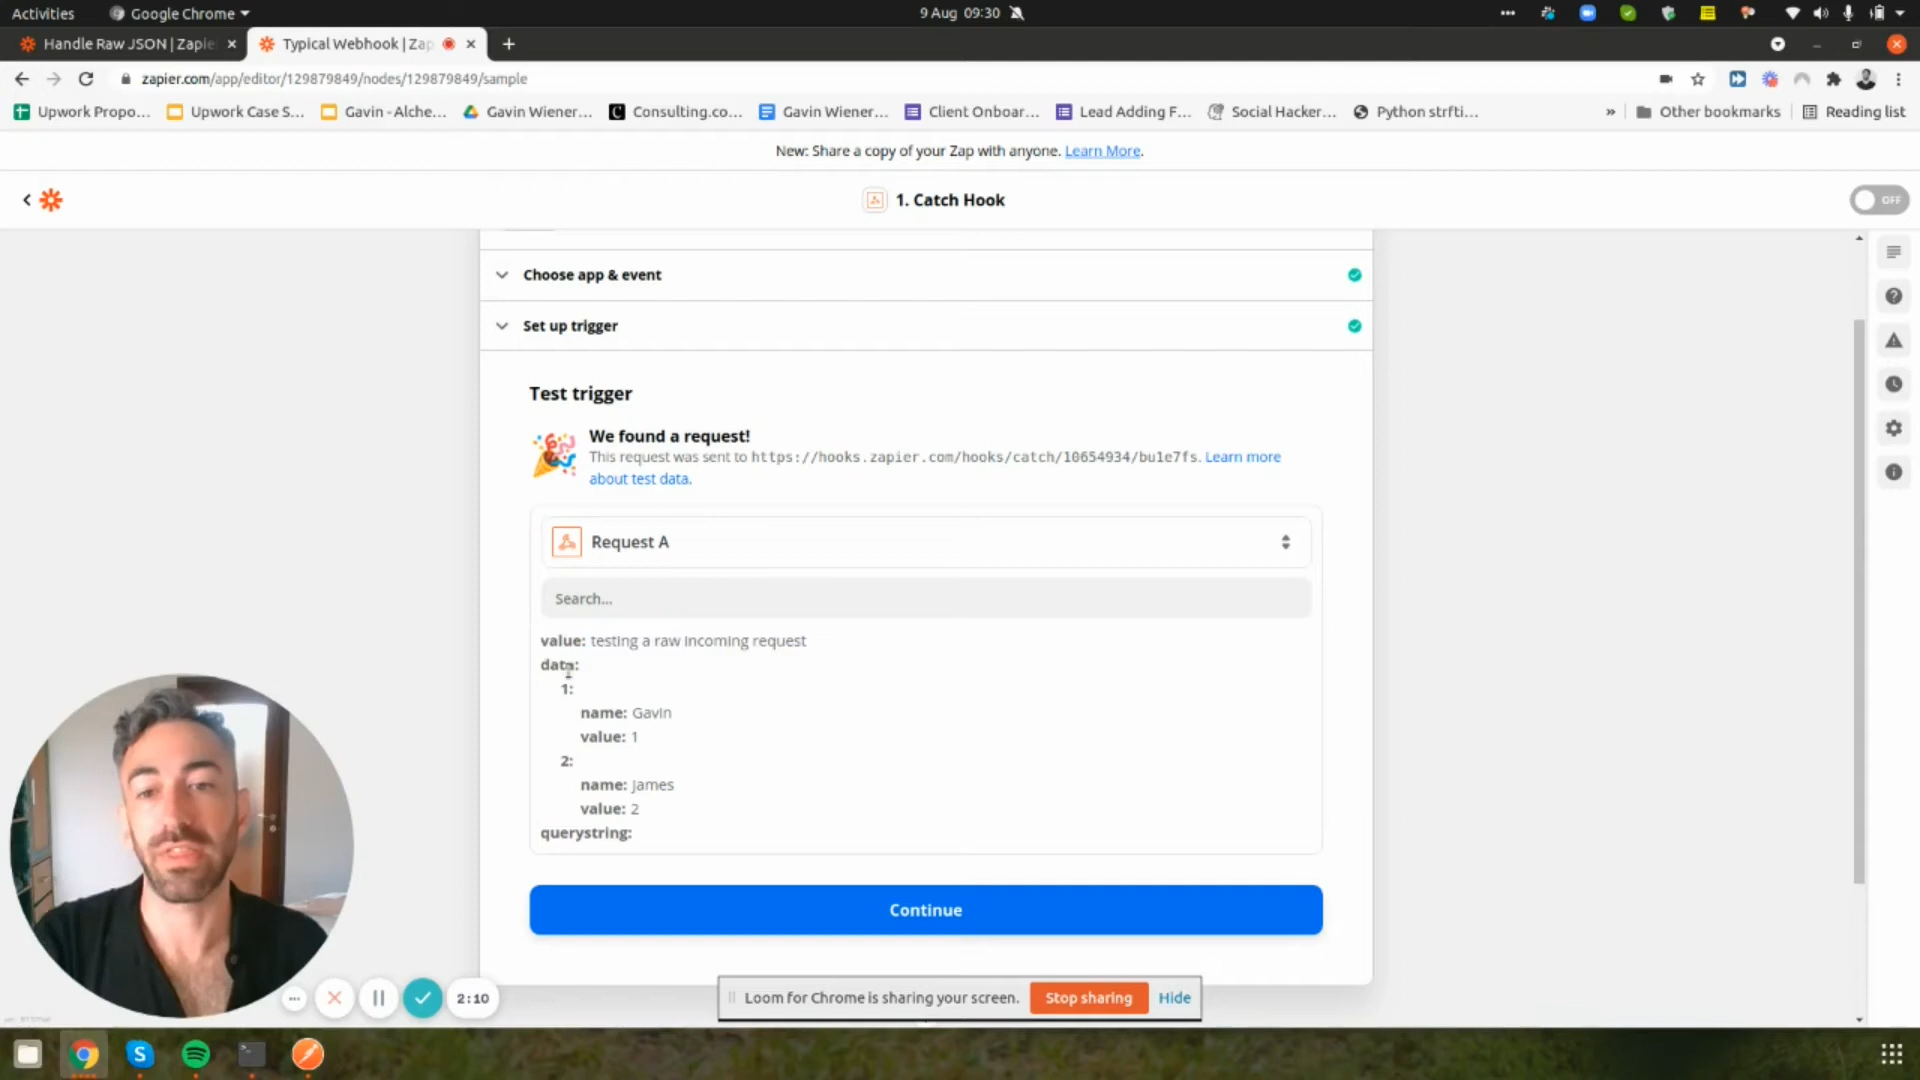 Activities
Google Chrome
9 Aug 09:30
Handle Raw JSON | Zapie
Typical Webhook | Zap
zapier.com/app/editor/129879849/nodes/129879849/sample
Upwork Propo...
Upwork Case S...
Gavin - Alche...
Gavin Wiener...
Consulting.co...
Gavin Wiener...
Client Onboar...
Lead Adding F...
Social Hacker...
Python strfti...
»
Other bookmarks
Reading list
New: Share a copy of your Zap with anyone. Learn More.
1. Catch Hook
OFF
Choose app & event
Set up trigger
Test trigger
We found a request!
This request was sent to https://hooks.zapier.com/hooks/catch/10654934/bu1e7fs. Learn more
about test data.
Request A
Search...
value: testing a raw incoming request
data:
1:
name: Gavin
value: 1
2:
name: James
value: 2
querystring:
Continue
2:10
Loom for Chrome is sharing your screen.
Stop sharing
Hide